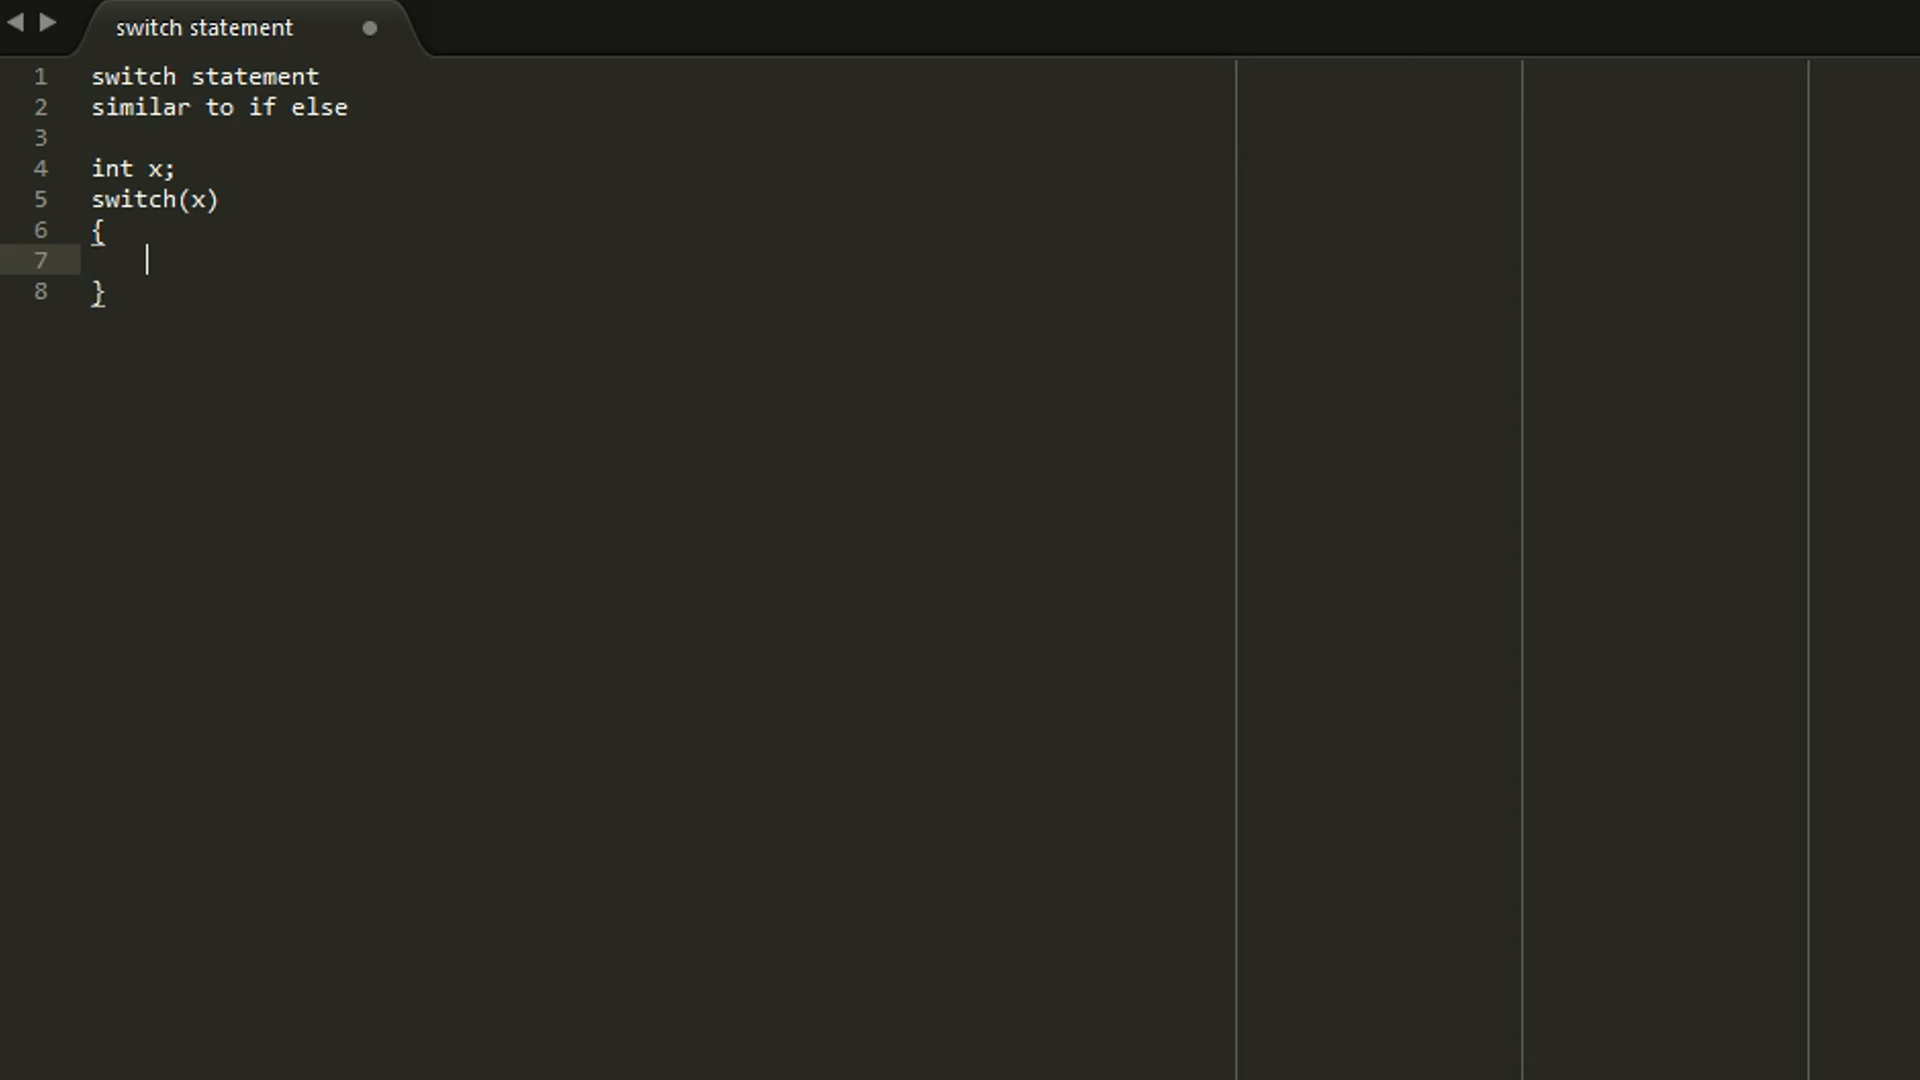 switch statement
1 switch statement
2 similar to if else
3
4 int x;
5 switch(x)
6 {
7
8 }